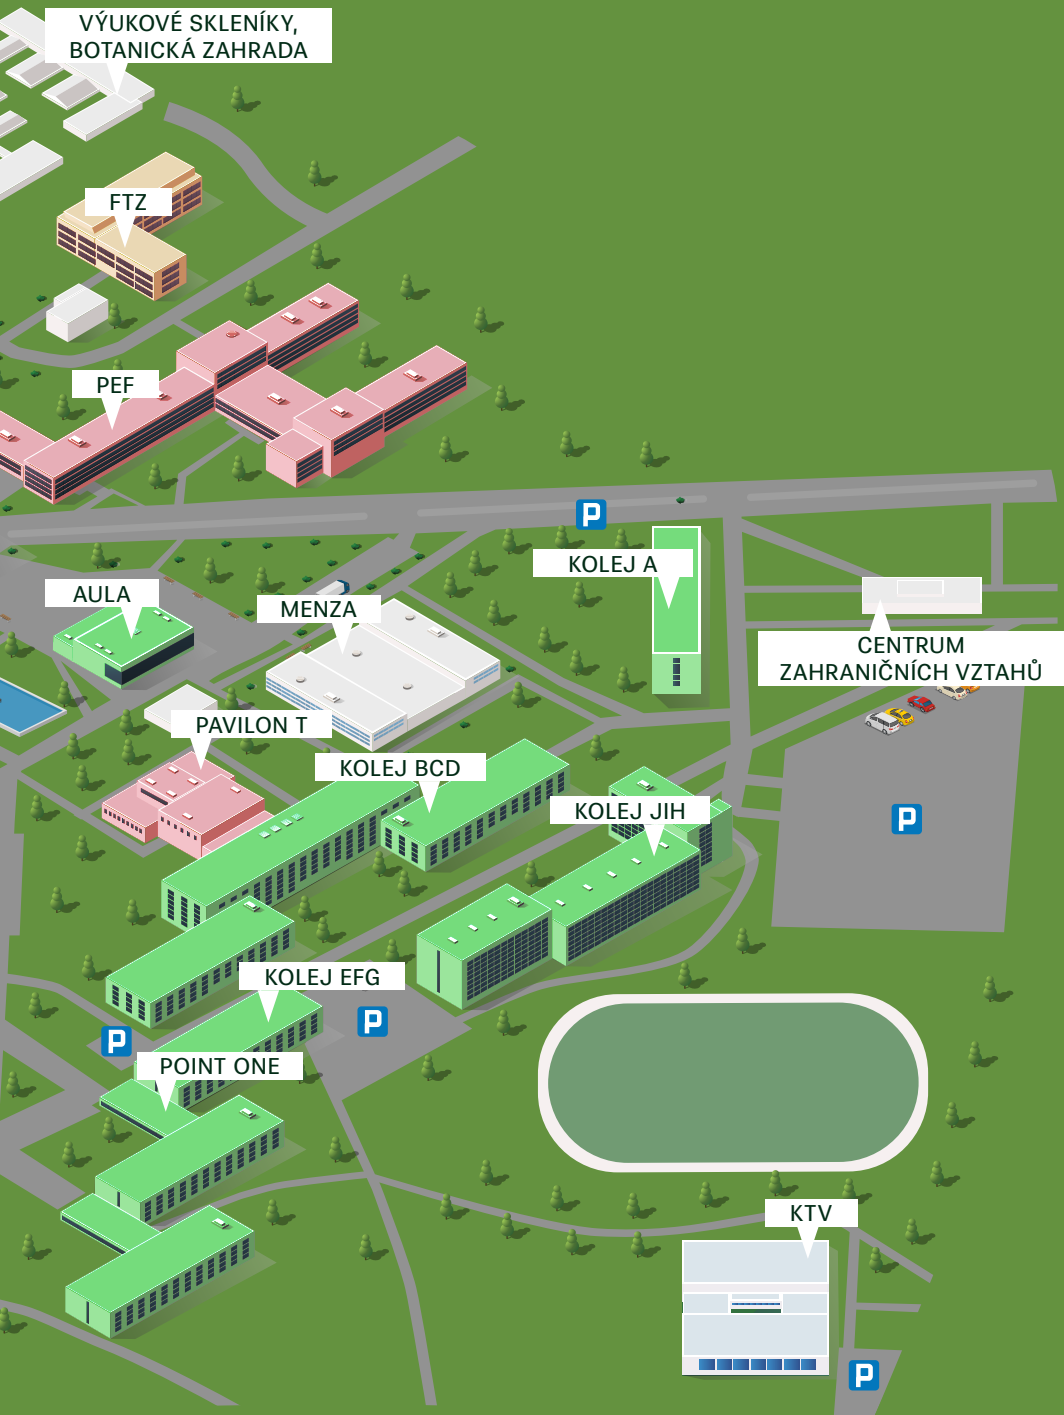 VÝUKOVÉ SKLENÍKY,
BOTANICKÁ ZAHRADA
FTZ
PEF
P
KOLEJ A
AULA
MENZA
CENTRUM
ZAHRANIČNÍCH VZTAHŮ
PAVILON T
KOLEJ BCD
KOLEJ JIH
P
KOLEJ EFG
P
P
POINT ONE
KTV
P